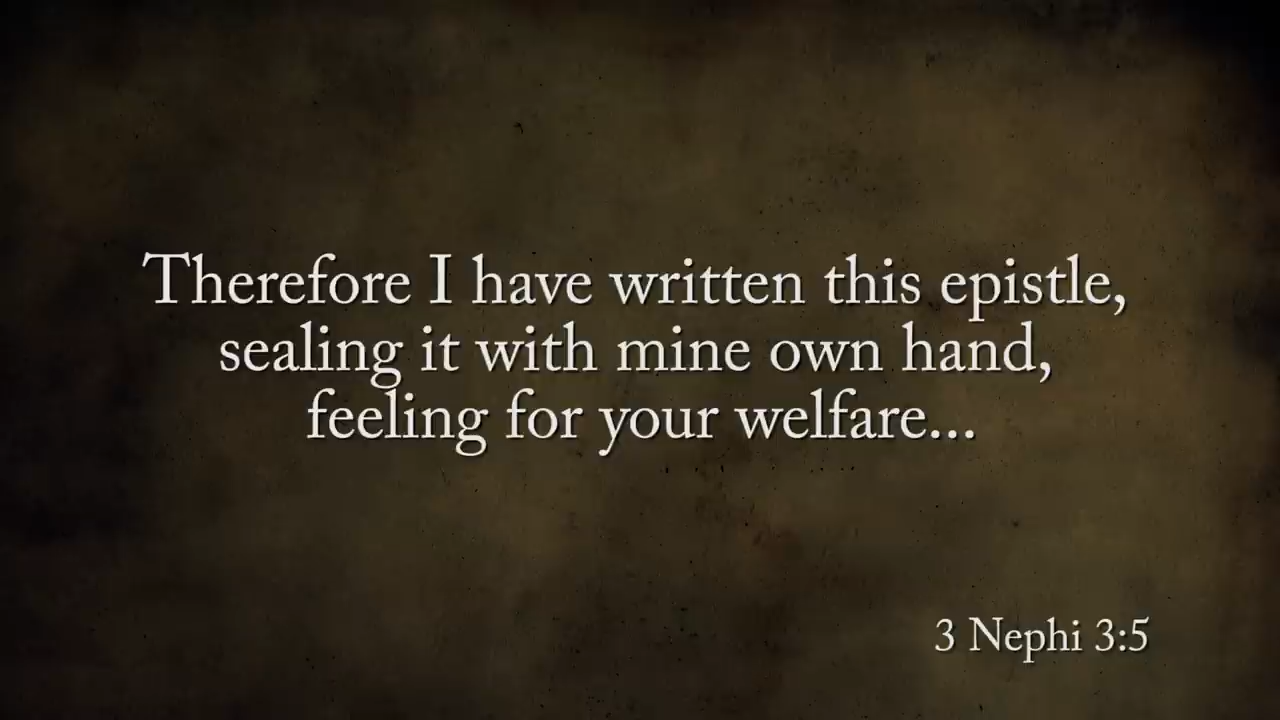 Therefore I have written this epistle,
sealing it with mine own hand,
feeling for your welfare...
3 Nephi 3:5